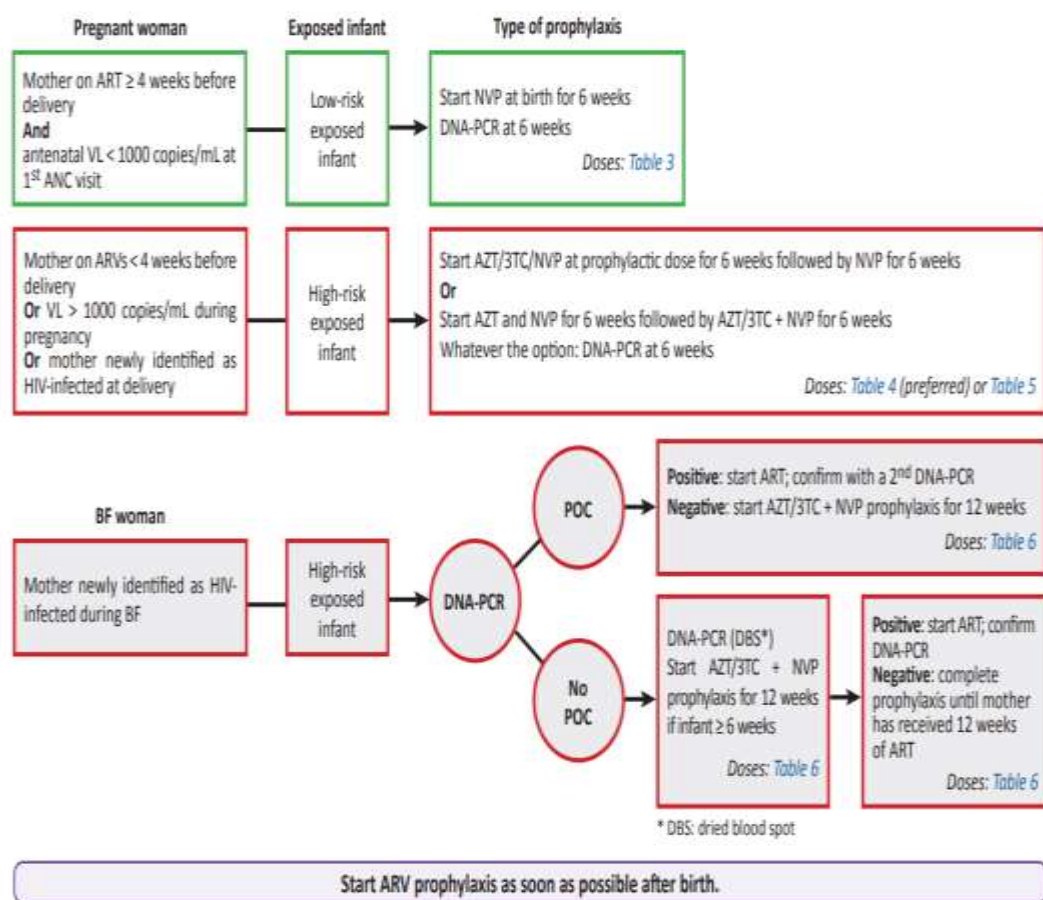 Pregnant woman
Exposed infant
Type of prophylaxis
Mother on ART ≥ 4 weeks before
delivery
And
antenatal VL < 1000 copies/mL at
1st ANC visit
Low-risk
exposed
infant
Start NVP at birth for 6 weeks
DNA-PCR at 6 weeks
Doses: Table 3
Mother on ARVs < 4 weeks before
delivery
Or VL > 1000 copies/mL during
pregnancy
Or mother newly identified as
HIV-infected at delivery
High-risk
exposed
infant
Start AZT/3TC/NVP at prophylactic dose for 6 weeks followed by NVP for 6 weeks
Or
Start AZT and NVP for 6 weeks followed by AZT/3TC + NVP for 6 weeks
Whatever the option: DNA-PCR at 6 weeks
Doses: Table 4 (preferred) or Table 5
BF woman
Mother newly identified as HIV-
infected during BF
High-risk
exposed
infant
DNA-PCR
POC
Positive: start ART; confirm with a 2nd DNA-PCR
Negative: start AZT/3TC + NVP prophylaxis for 12 weeks
Doses: Table 6
No
POC
DNA-PCR (DBS*)
Start AZT/3TC + NVP
prophylaxis for 12 weeks
if infant ≥ 6 weeks
Doses: Table 6
Positive: start ART; confirm
DNA-PCR
Negative: complete
prophylaxis until mother
has received 12 weeks
of ART
Doses: Table 6
* DBS: dried blood spot
Start ARV prophylaxis as soon as possible after birth.